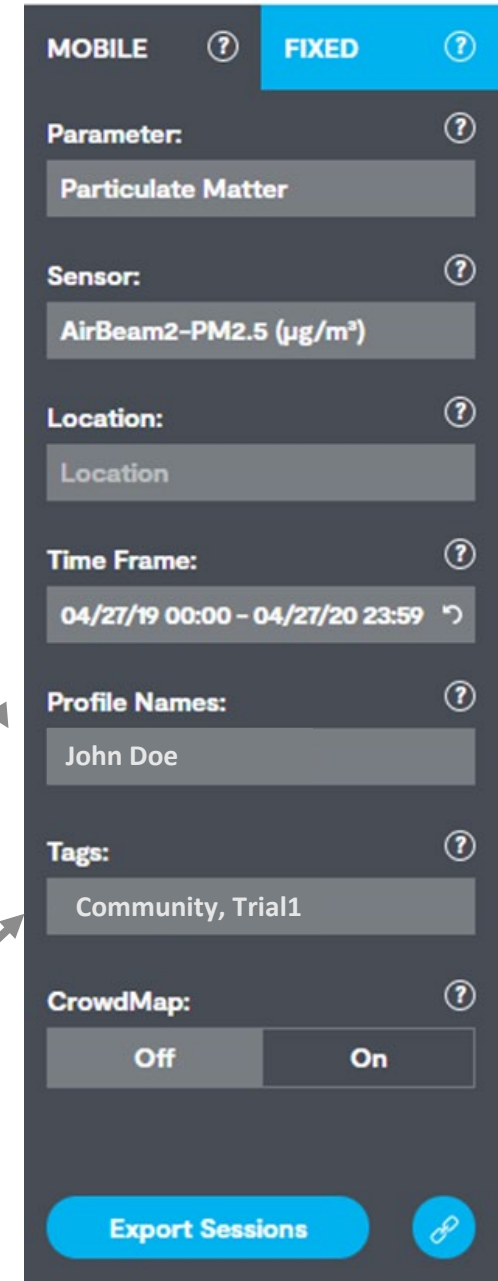 MOBILE ? FIXED ?
Parameter: ?
Particulate Matter
Sensor: ?
AirBeam2-PM2.5 (µg/m³)
Location: ?
Location
Time Frame: ?
04/27/19 00:00 - 04/27/20 23:59
Profile Names: ?
John Doe
Tags: ?
Community, Trial1
CrowdMap: ?
Off On
Export Sessions